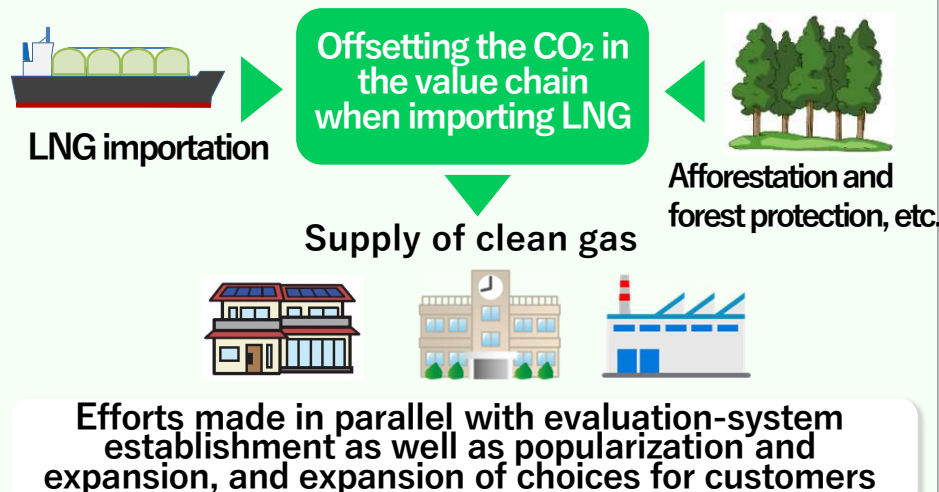 Offsetting the CO₂ in
the value chain
when importing LNG
LNG importation
Afforestation and
forest protection, etc.
Supply of clean gas
Efforts made in parallel with evaluation-system
establishment as well as popularization and
expansion, and expansion of choices for customers